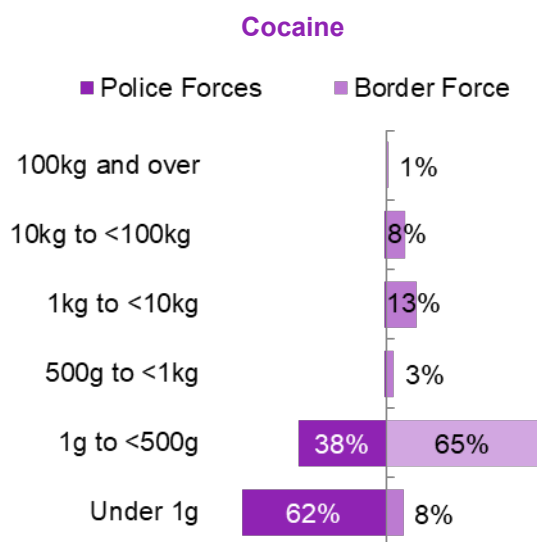 Cocaine
Police Forces Border Force
100kg and over 1%
10kg to <100kg 8%
1kg to <10kg 13%
500g to <1kg 3%
1g to <500g 38% 65%
Under 1g 62% 8%